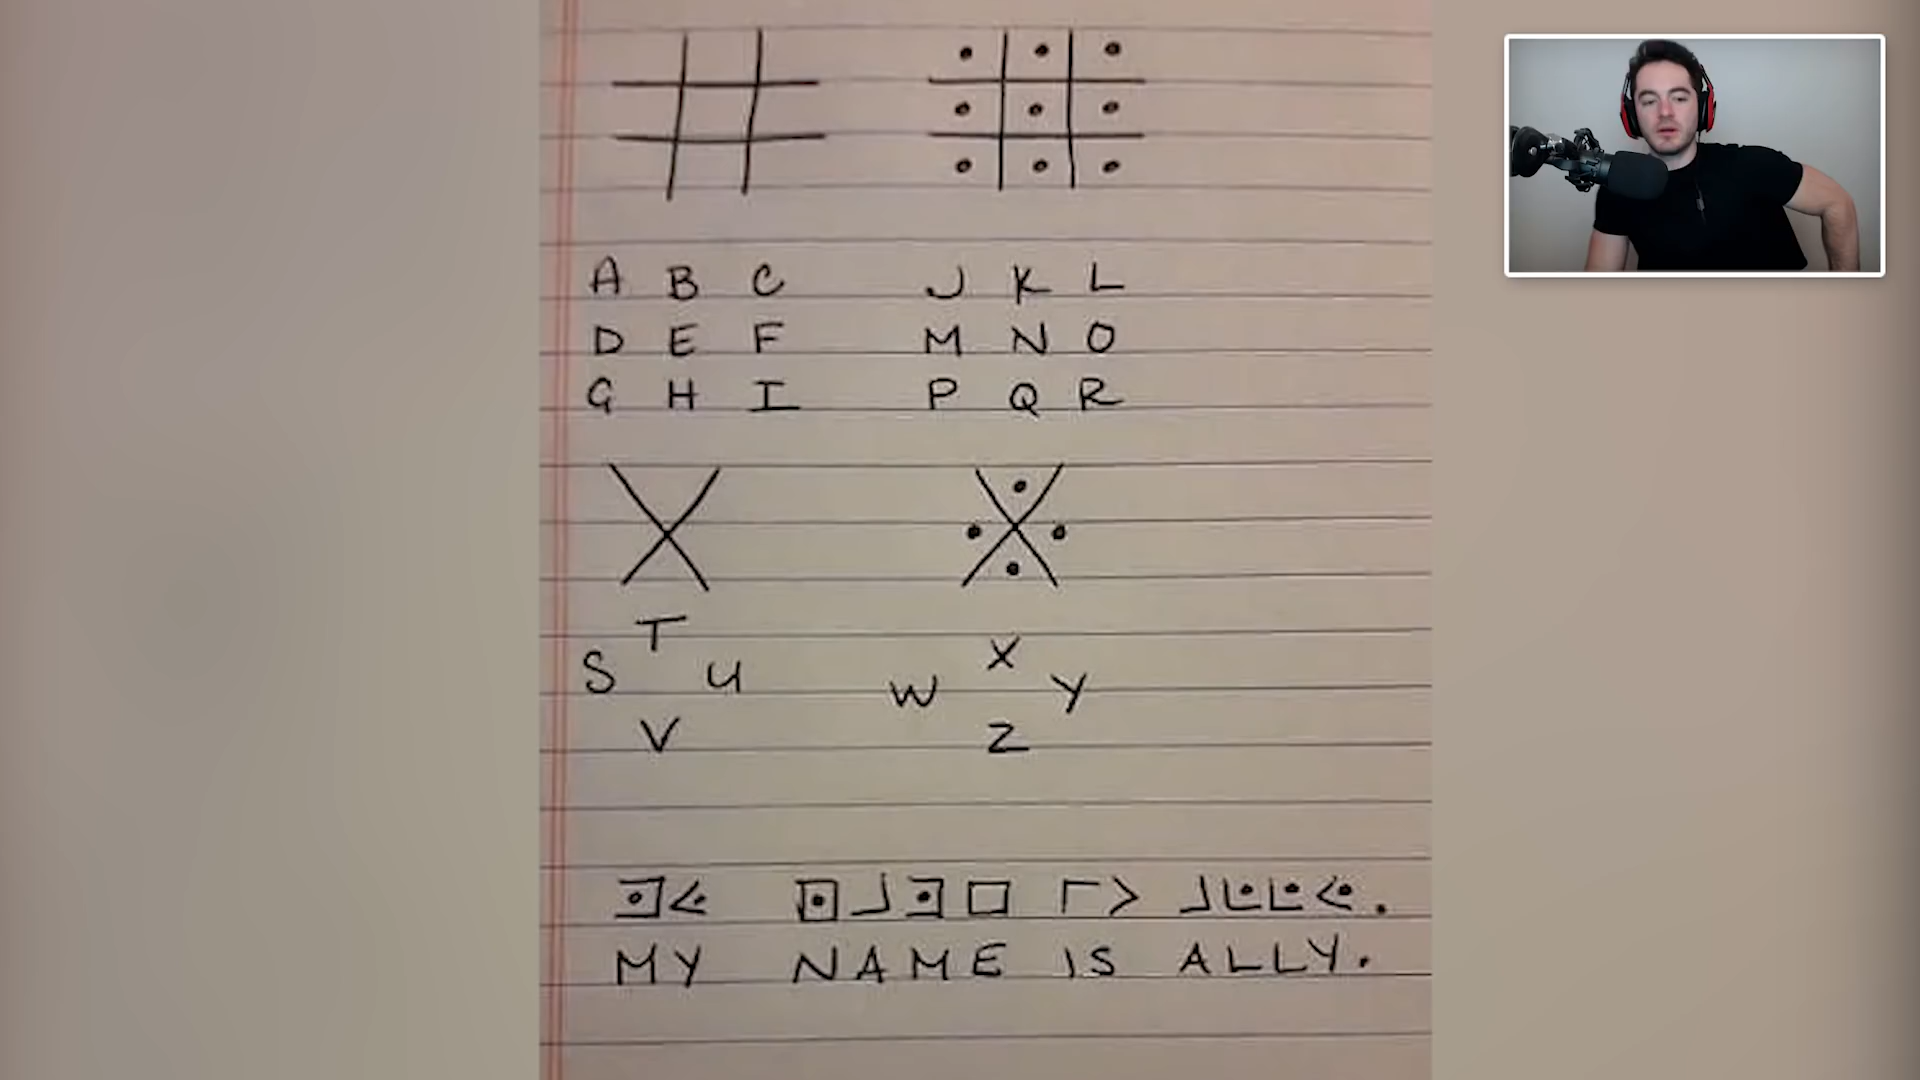 A B C J K L
D E F M N O
G H I P Q R
T
X
S U
W Y
V Z
MY NAME IS ALLY.